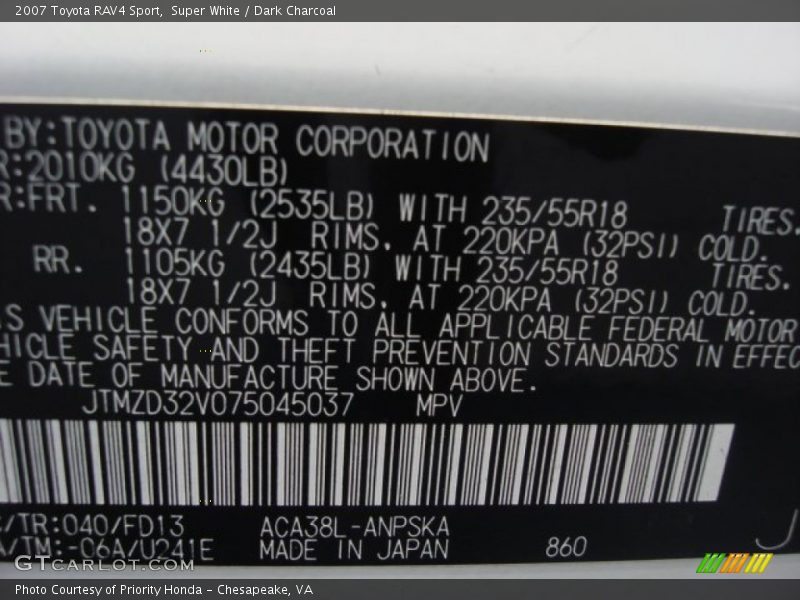 2007 Toyota RAV4 Sport, Super White / Dark Charcoal
BY:TOYOTA MOTOR CORPORATION
R:2010KG (4430LB)
R:FRT. 1150KG (2535LB) WITH 235/55R18 TIRES.
18X7 1/2J RIMS. AT 220KPA (32PSI) COLD.
RR. 1105KG (2435LB) WITH 235/55R18 TIRES.
18X7 1/2J RIMS. AT 220KPA (32PSI) COLD.
S VEHICLE CONFORMS TO ALL APPLICABLE FEDERAL MOTOR
HICLE SAFETY AND THEFT PREVENTION STANDARDS IN EFFEC
E DATE OF MANUFACTURE SHOWN ABOVE.
JTMZD32V075045037 MPV
/TR:040/FD13 ACA38L-ANPSKA
A/TM:-06A/U241E MADE IN JAPAN 860
J
GTcarlot.com
Photo Courtesy of Priority Honda - Chesapeake, VA